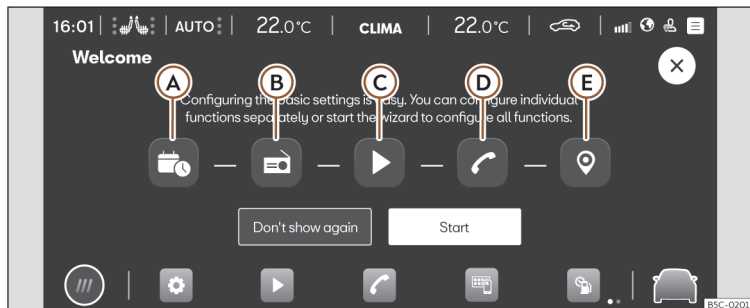 16:01 AUTO 22.0°C CLIMA 22.0°C
Welcome
A B C D E
Configuring the basic settings is easy. You can configure individual
functions separately or start the wizard to configure all functions.
Don't show again Start
B5C-0201